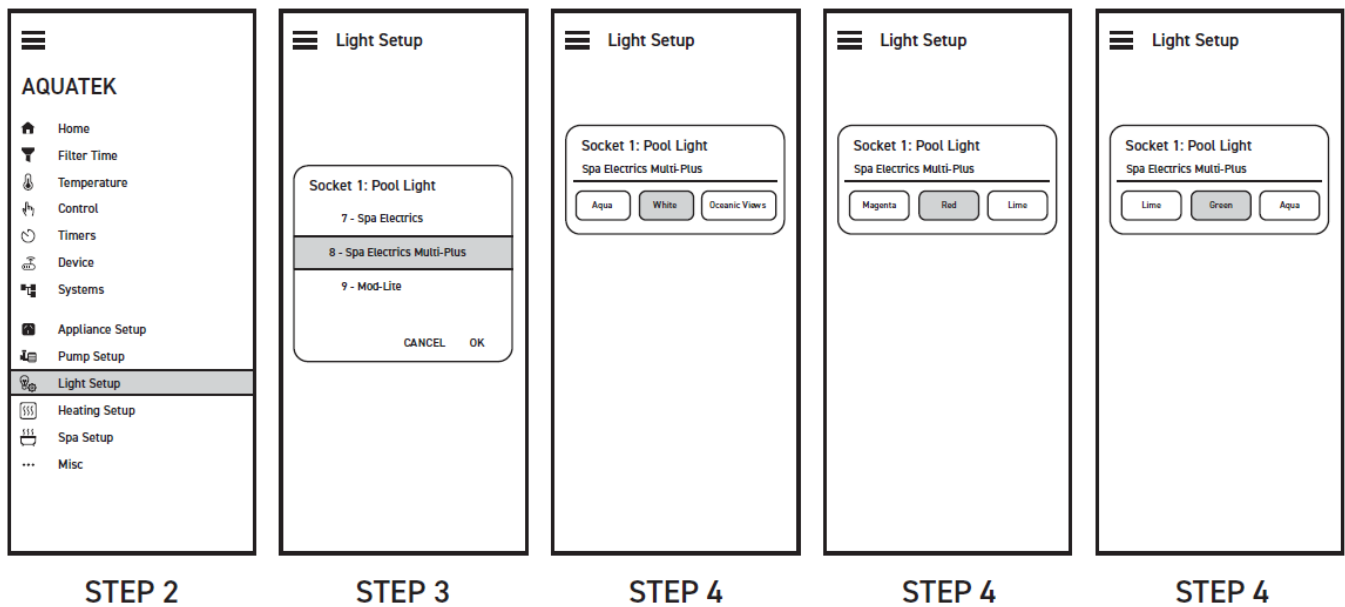 AQUATEK
Home
Filter Time
Temperature
Control
Timers
Device
Systems
Appliance Setup
Pump Setup
Light Setup
Heating Setup
Spa Setup
Misc
STEP 2
Light Setup
Socket 1: Pool Light
7 - Spa Electrics
8 - Spa Electrics Multi-Plus
9 - Mod-Lite
CANCEL OK
STEP 3
Light Setup
Socket 1: Pool Light
Spa Electrics Multi-Plus
Aqua White Oceanic Views
STEP 4
Light Setup
Socket 1: Pool Light
Spa Electrics Multi-Plus
Magenta Red Lime
STEP 4
Light Setup
Socket 1: Pool Light
Spa Electrics Multi-Plus
Lime Green Aqua
STEP 4